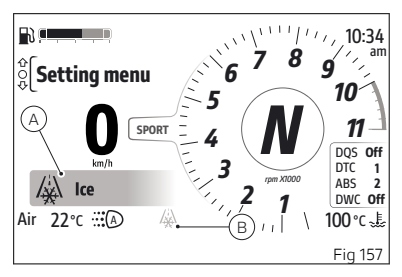 10:34
am
Setting menu
A
0
km/h
SPORT
N
rpm X1000
1
2
3
4
5
6
7
8
9
10
11
DQS Off
DTC 1
ABS 2
DWC Off
Ice
Air 22°c (A)
B
100°c
Fig 157